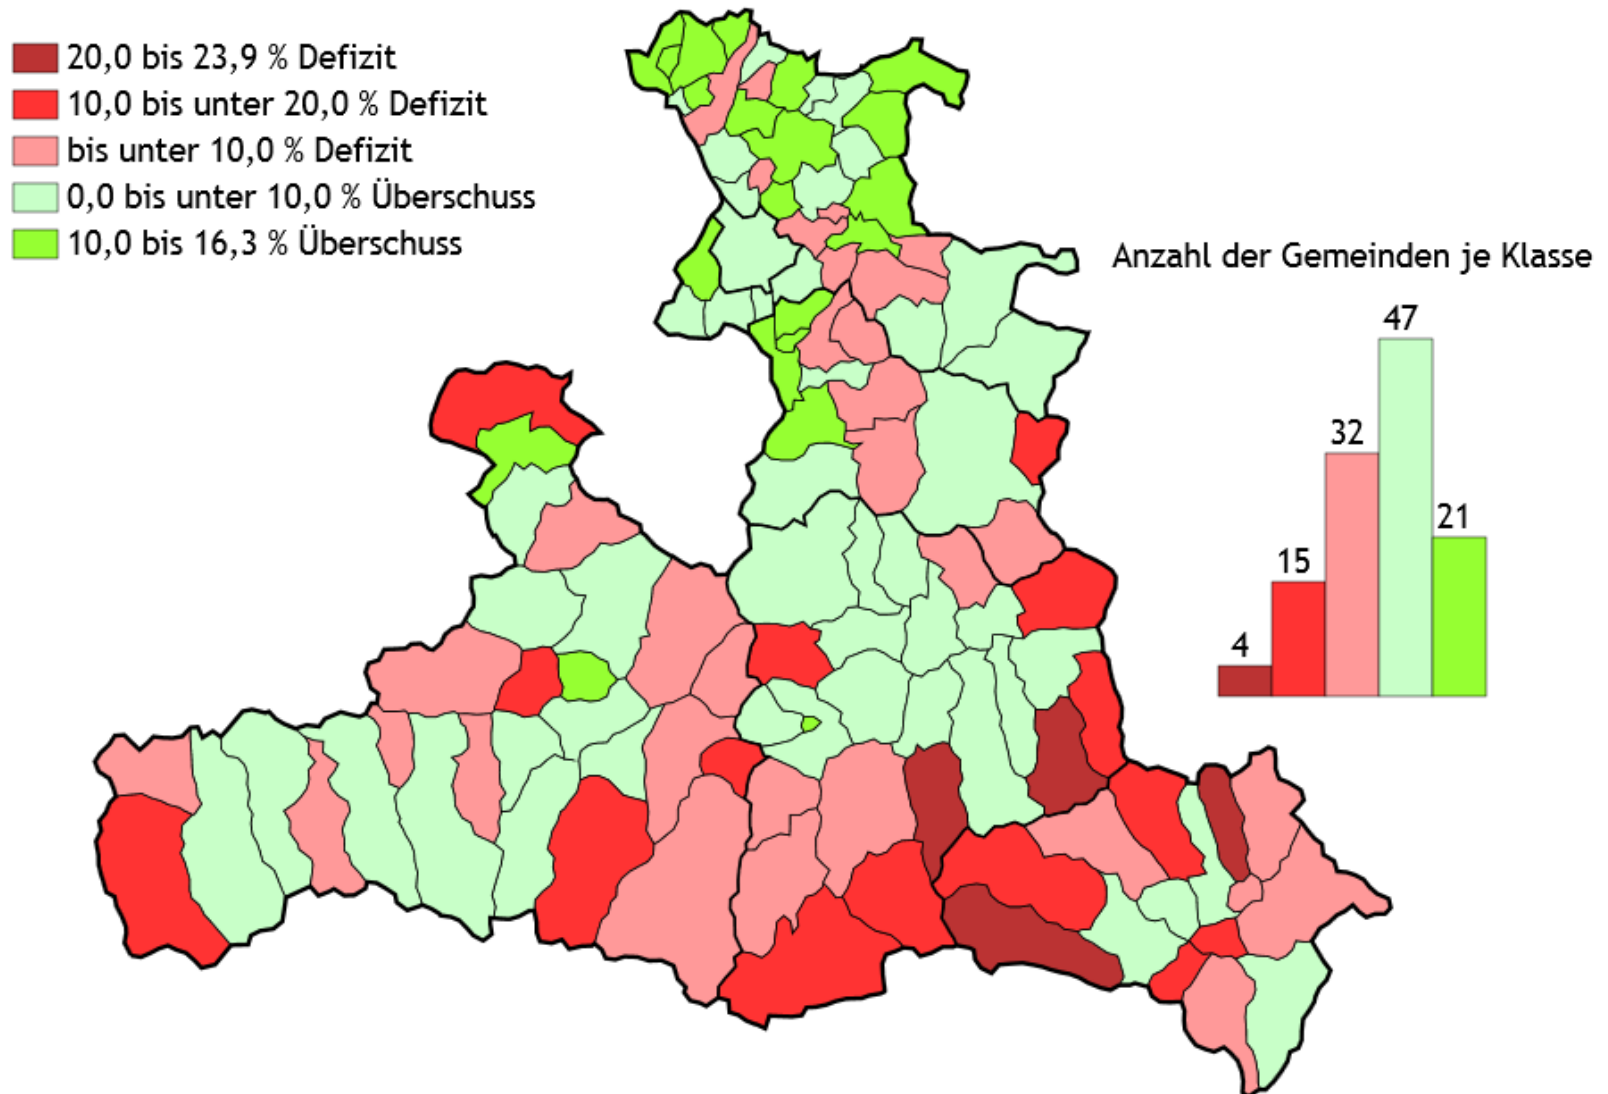 20,0 bis 23,9 % Defizit
10,0 bis unter 20,0 % Defizit
bis unter 10,0 % Defizit
0,0 bis unter 10,0 % Überschuss
10,0 bis 16,3 % Überschuss
Anzahl der Gemeinden je Klasse
47
32
21
15
4